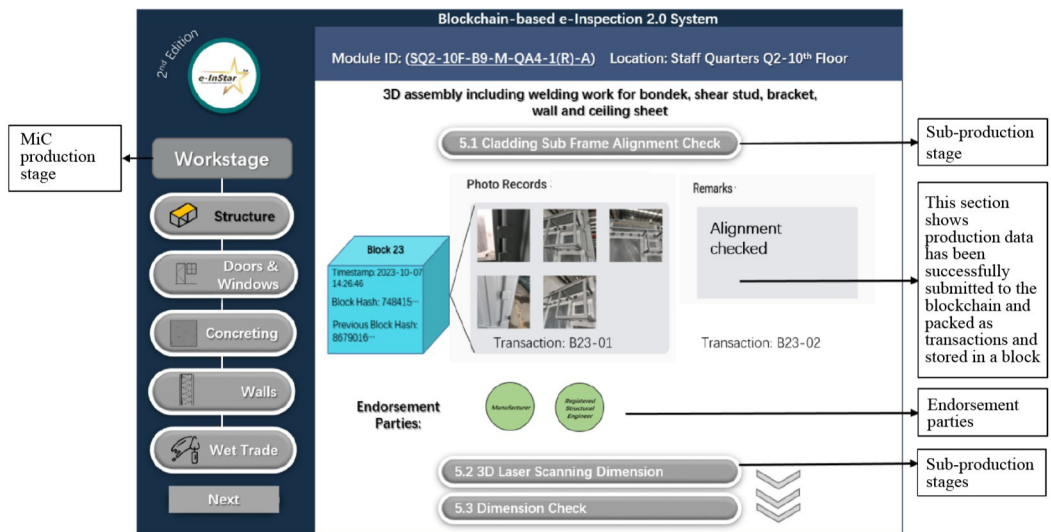 Blockchain-based e-Inspection 2.0 System
2nd Edition
e-InStar
Module ID: (SQ2-10F-B9-M-QA4-1(R)-A) Location: Staff Quarters Q2-10th Floor
3D assembly including welding work for bondek, shear stud, bracket,
wall and ceiling sheet
MiC
production
stage
Workstage
Structure
Doors &
Windows
Concreting
Walls
Wet Trade
Next
5.1 Cladding Sub Frame Alignment Check
Sub-production
stage
Photo Records :
Remarks
Alignment
checked
Block 23
Timestamp: 2023-10-07
14:26:46
Block Hash: 748415···
Previous Block Hash:
8679016···
Transaction: B23-01
Transaction: B23-02
This section
shows
production data
has been
successfully
submitted to the
blockchain and
packed as
transactions and
stored in a block
Endorsement
Parties:
Manufacturer
Registered
Structural
Engineer
Endorsement
parties
5.2 3D Laser Scanning Dimension
5.3 Dimension Check
Sub-production
stages